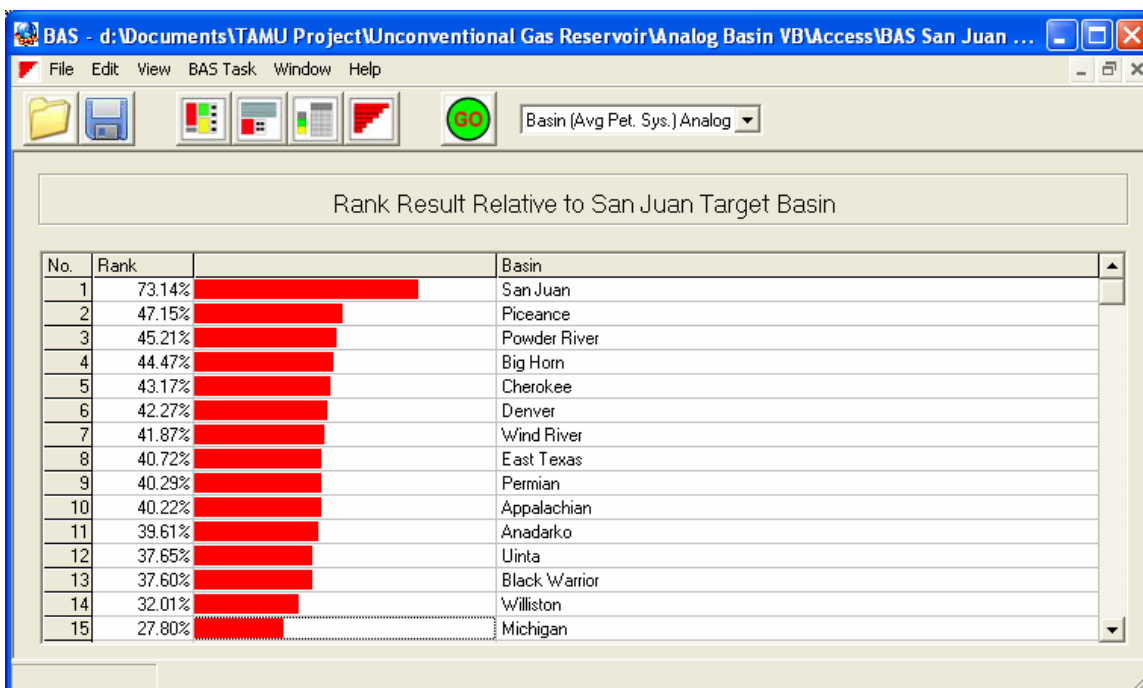 BAS - d:\Documents\TAMU Project\Unconventional Gas Reservoir\Analog Basin VB\Access\BAS San Juan ...
File Edit View BAS Task Window Help
GO Basin (Avg Pet. Sys.) Analog
Rank Result Relative to San Juan Target Basin
No. Rank Basin
1 73.14% San Juan
2 47.15% Piceance
3 45.21% Powder River
4 44.47% Big Horn
5 43.17% Cherokee
6 42.27% Denver
7 41.87% Wind River
8 40.72% East Texas
9 40.29% Permian
10 40.22% Appalachian
11 39.61% Anadarko
12 37.65% Uinta
13 37.60% Black Warrior
14 32.01% Williston
15 27.80% Michigan